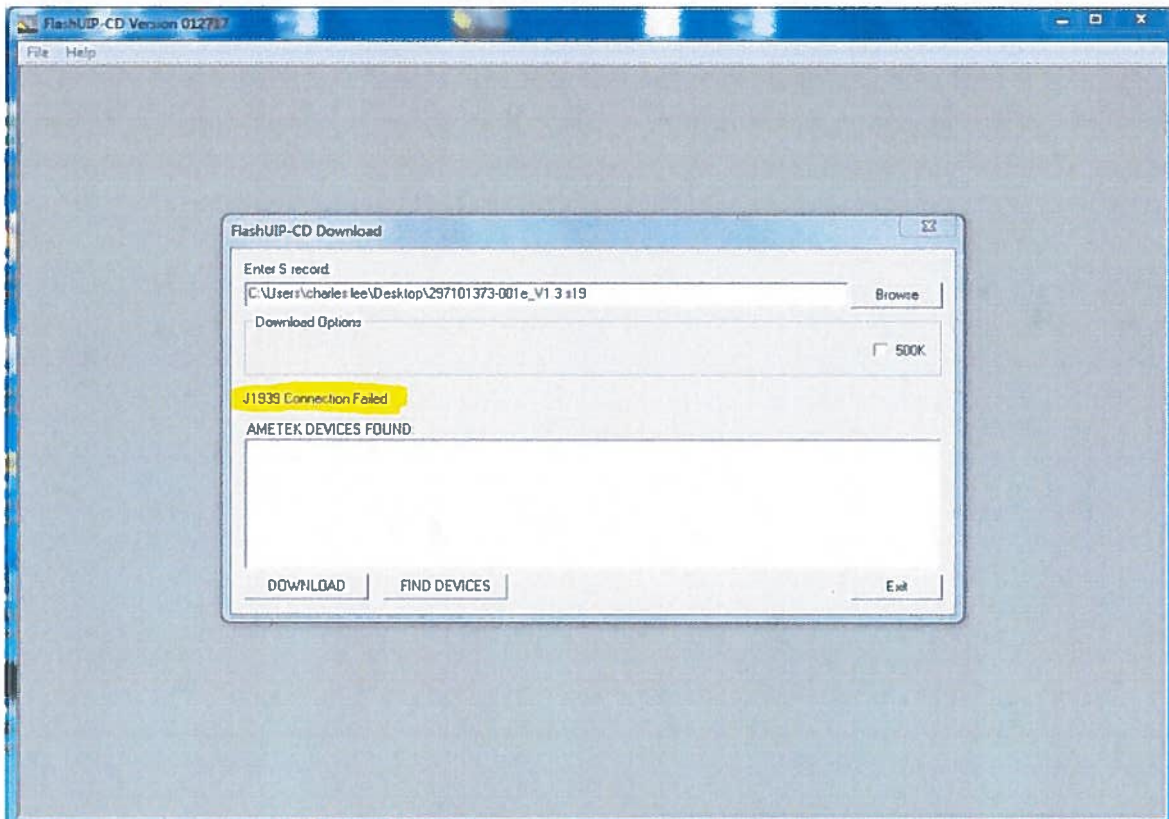 FlashUIP-CD Version 012717
File Help
FlashUIP-CD Download
Enter S record.
C:\Users\charles lee\Desktop\297101373-001e_V1 3 s19
Browse
Download Options
500K
J1939 Connection Failed
AMETEK DEVICES FOUND:
DOWNLOAD
FIND DEVICES
Exit